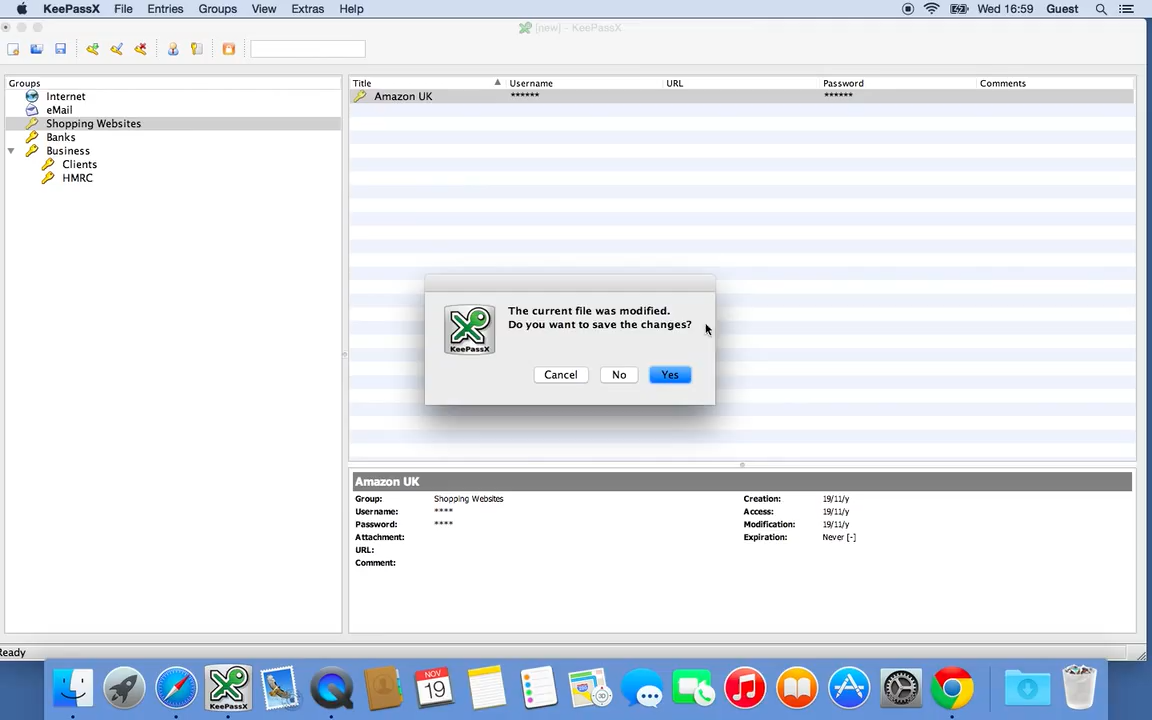 KeePassX File Entries Groups View Extras Help Wed 16:59 Guest
[new] - KeePassX
Groups
Internet
eMail
Shopping Websites
Banks
Business
Clients
HMRC
Title Username URL Password Comments
Amazon UK ****** ******
The current file was modified.
Do you want to save the changes?
KeePassX
Cancel No Yes
Amazon UK
Group: Shopping Websites Creation: 19/11/y
Username: **** Access: 19/11/y
Password: **** Modification: 19/11/y
Attachment: Expiration: Never [-]
URL:
Comment:
Ready
KeePassX
NOV
19